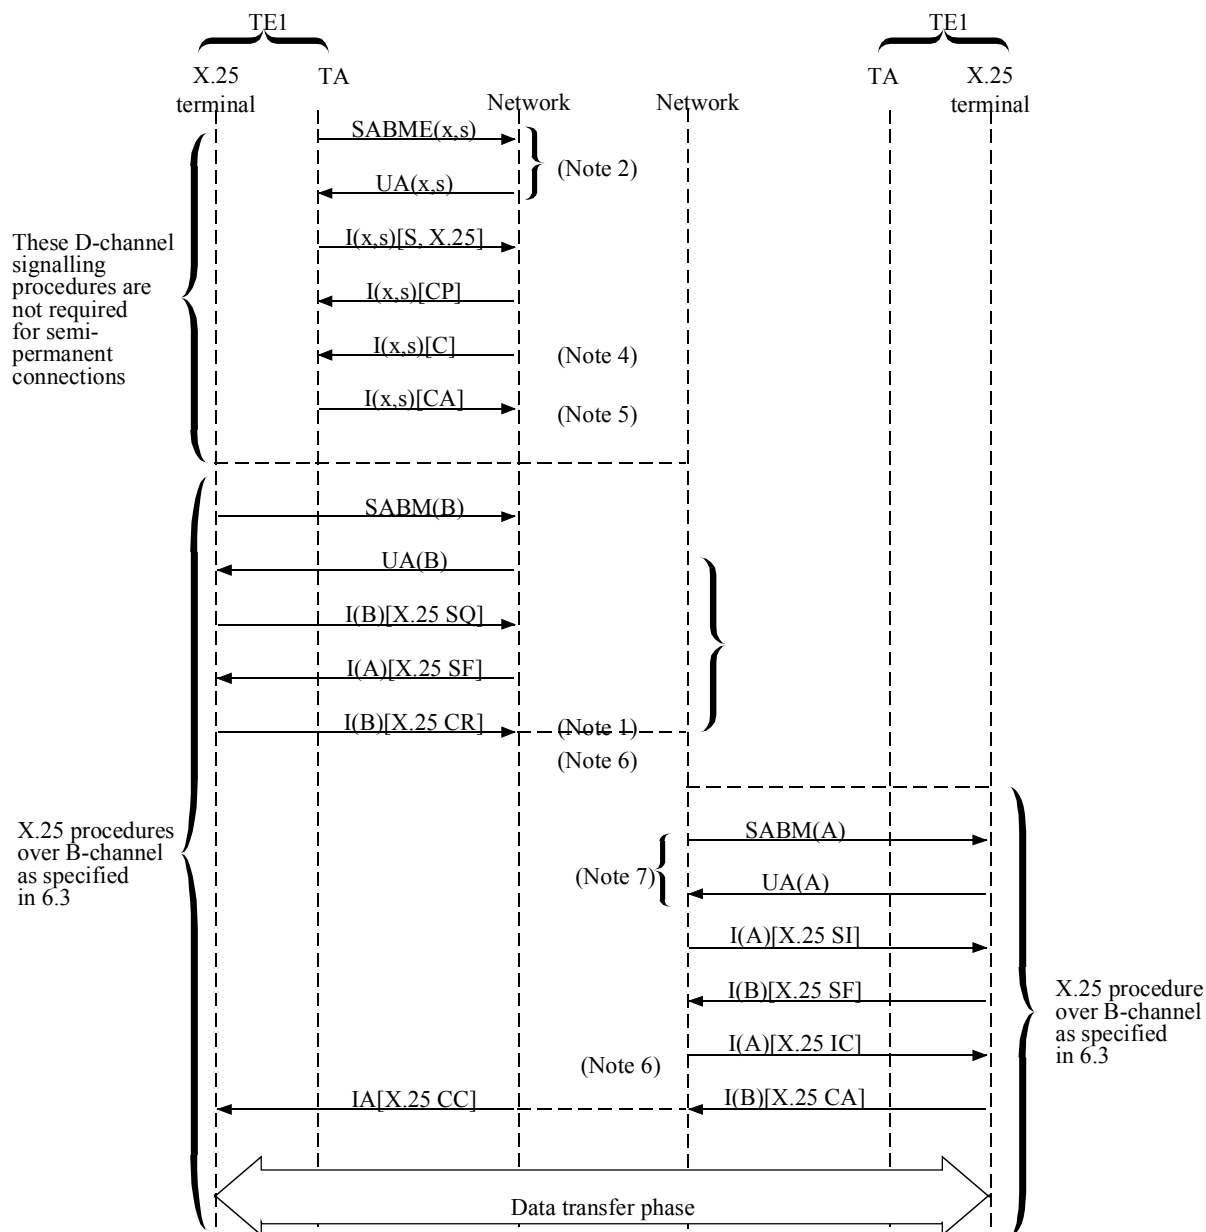 TE1
TE1
X.25
terminal
TA
Network
Network
TA
X.25
terminal
SABME(x,s)
(Note 2)
UA(x,s)
These D-channel
signalling
procedures are
not required
for semi-
permanent
connections
I(x,s)[S, X.25]
I(x,s)[CP]
I(x,s)[C]
(Note 4)
I(x,s)[CA]
(Note 5)
SABM(B)
UA(B)
I(B)[X.25 SQ]
I(A)[X.25 SF]
I(B)[X.25 CR]
(Note 1)
(Note 6)
X.25 procedures
over B-channel
as specified
in 6.3
SABM(A)
(Note 7)
UA(A)
I(A)[X.25 SI]
I(B)[X.25 SF]
X.25 procedure
over B-channel
as specified
in 6.3
I(A)[X.25 IC]
(Note 6)
IA[X.25 CC]
I(B)[X.25 CA]
Data transfer phase